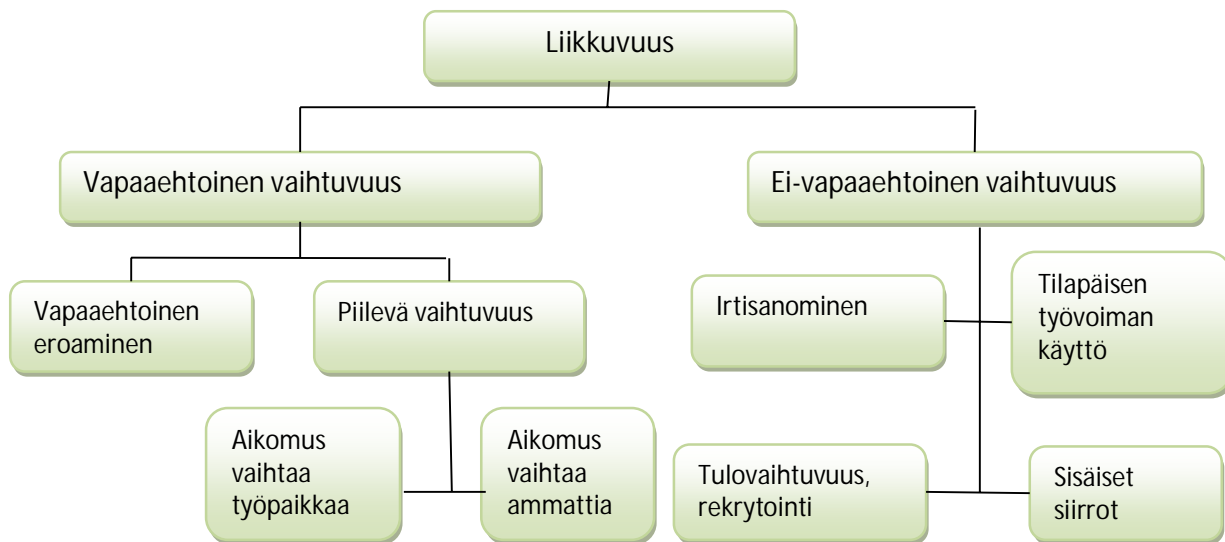 Liikkuvuus
Vapaaehtoinen vaihtuvuus
Ei-vapaaehtoinen vaihtuvuus
Vapaaehtoinen
eroaminen
Piilevä vaihtuvuus
Irtisanominen
Tilapäisen
työvoiman
käyttö
Aikomus
vaihtaa
työpaikkaa
Aikomus
vaihtaa
ammattia
Tulovaihtuvuus,
rekrytointi
Sisäiset
siirrot